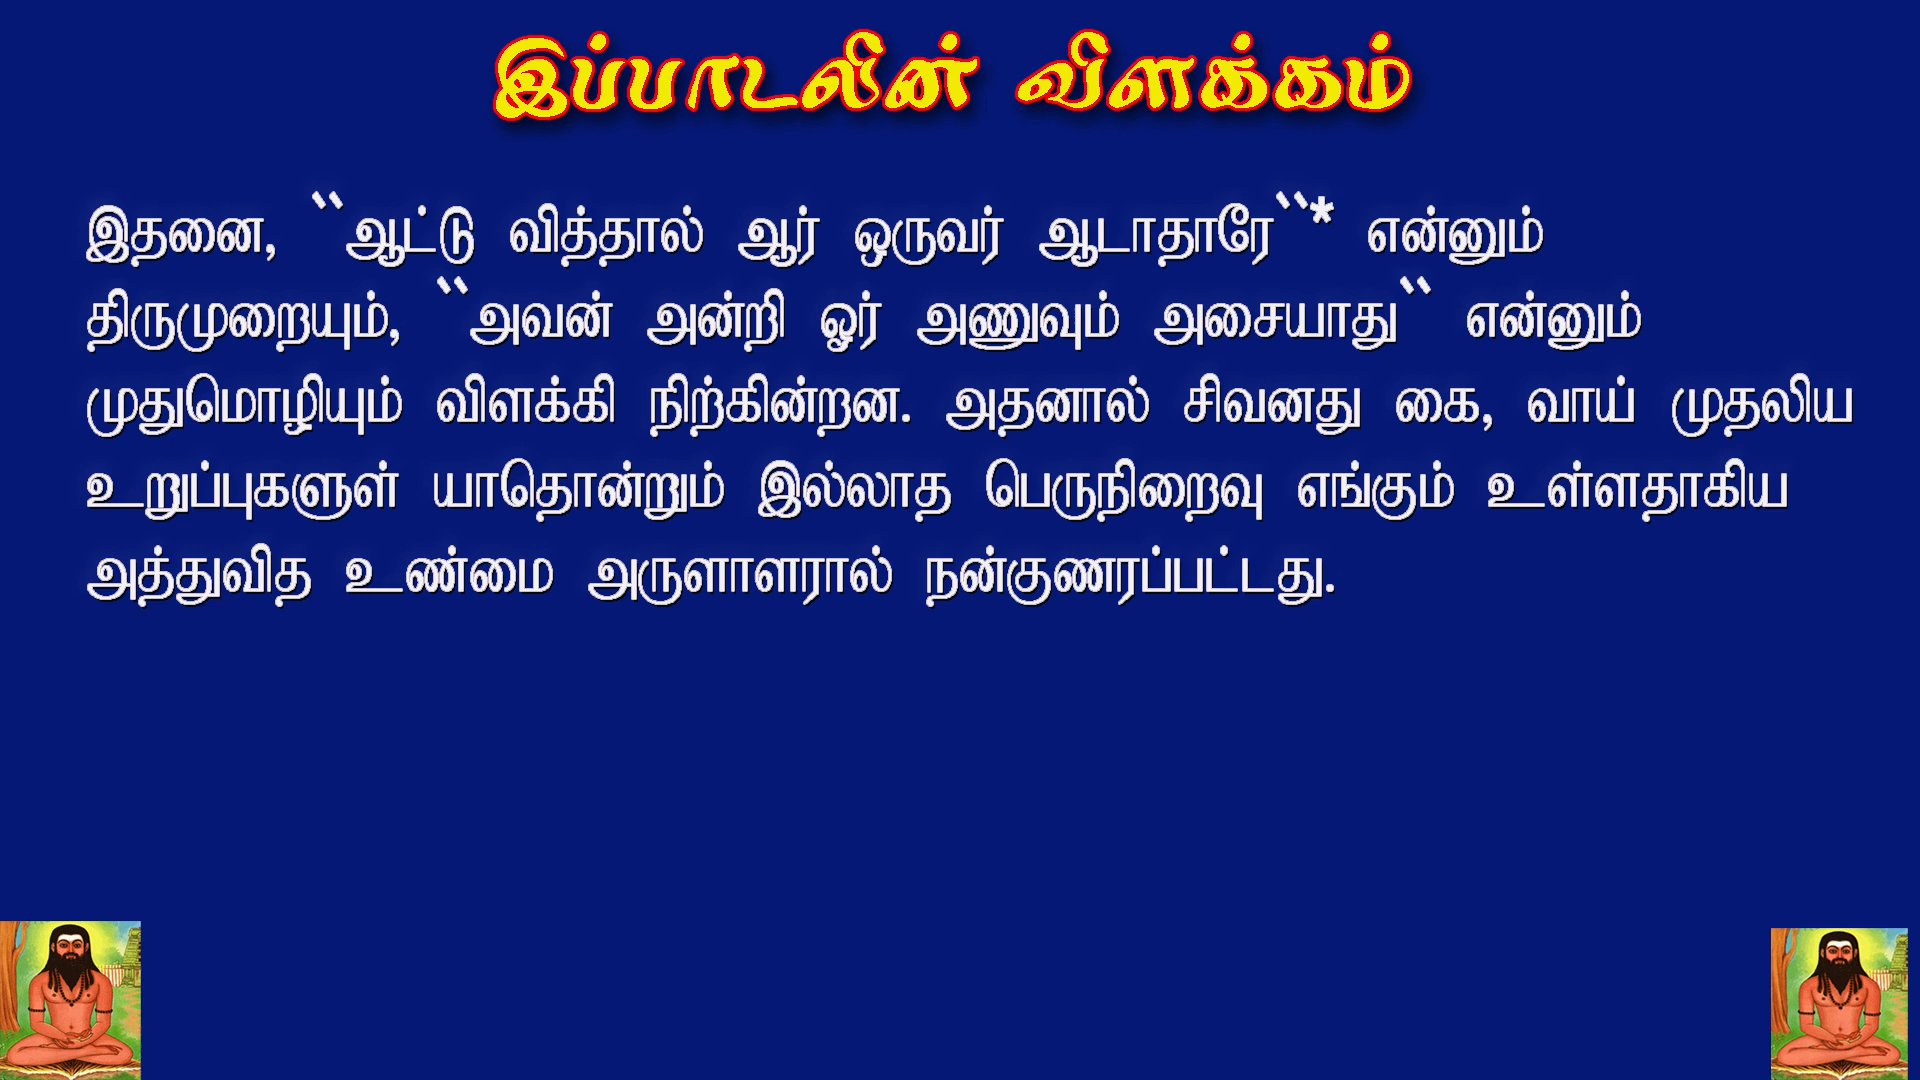 இப்பாடலின் விளக்கம்
இதனை, ``ஆட்டு வித்தால் ஆர் ஒருவர் ஆடாதாரே``* என்னும்
திருமுறையும், ``அவன் அன்றி ஓர் அணுவும் அசையாது`` என்னும்
முதுமொழியும் விளக்கி நிற்கின்றன. அதனால் சிவனது கை, வாய் முதலிய
உறுப்புகளுள் யாதொன்றும் இல்லாத பெருநிறைவு எங்கும் உள்ளதாகிய
அத்துவித உண்மை அருளாளரால் நன்குணரப்பட்டது.